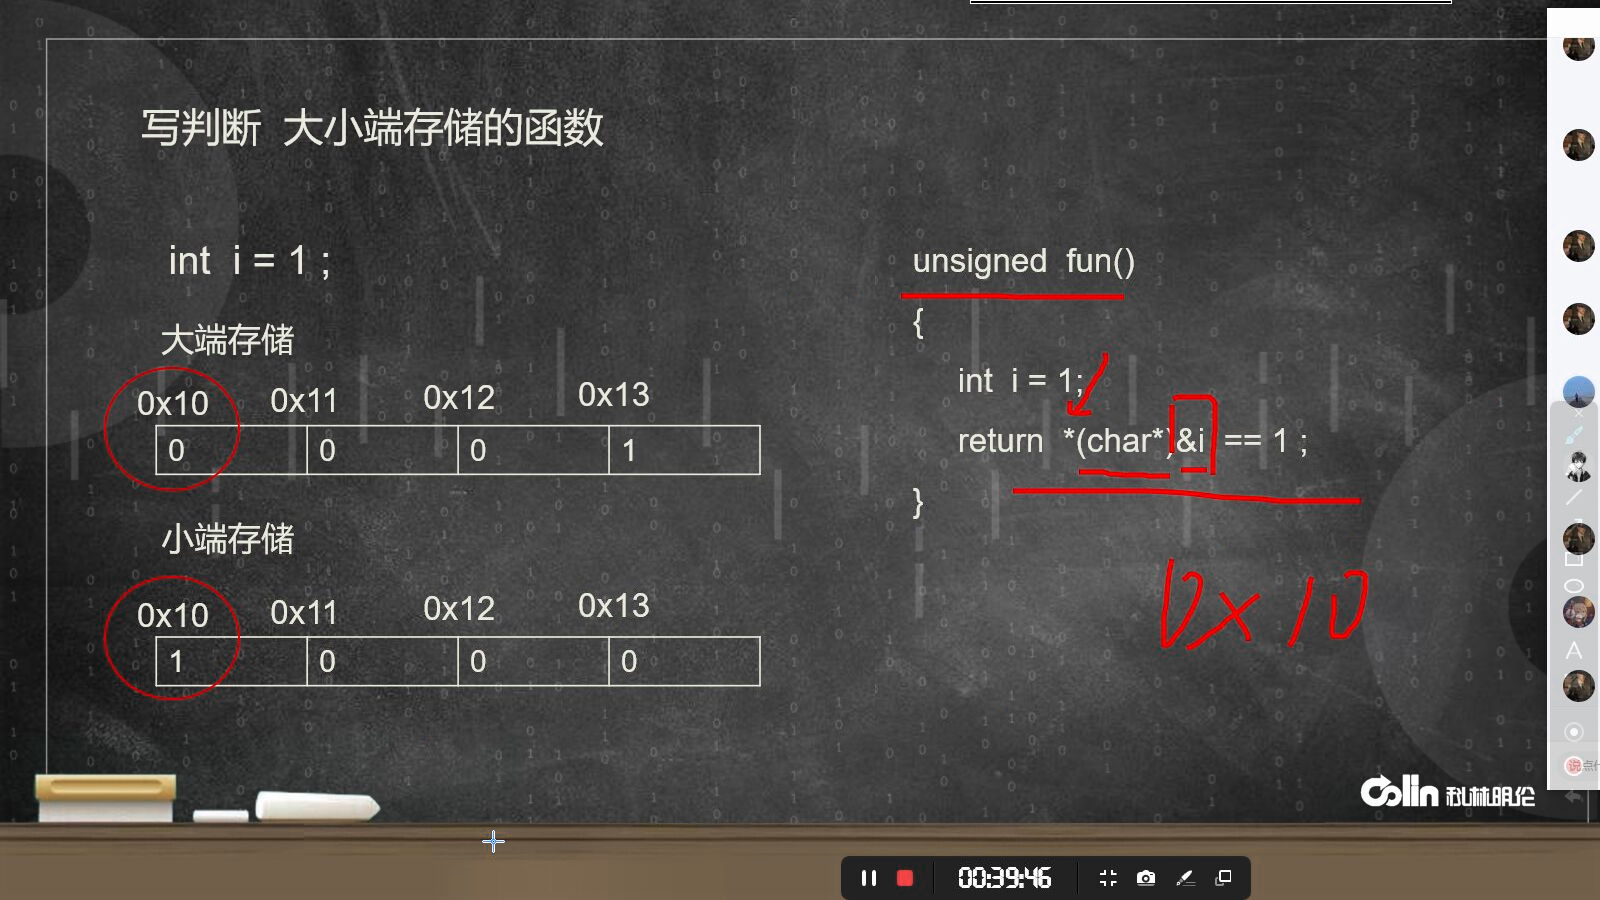 写判断 大小端存储的函数
int i = 1 ;
大端存储
0x10 0x11 0x12 0x13
0 0 0 1
小端存储
0x10 0x11 0x12 0x13
1 0 0 0
unsigned fun()
{
int i = 1;
return *(char*)&i == 1 ;
}
0x10
Colin 科林明伦
00:39:46
A